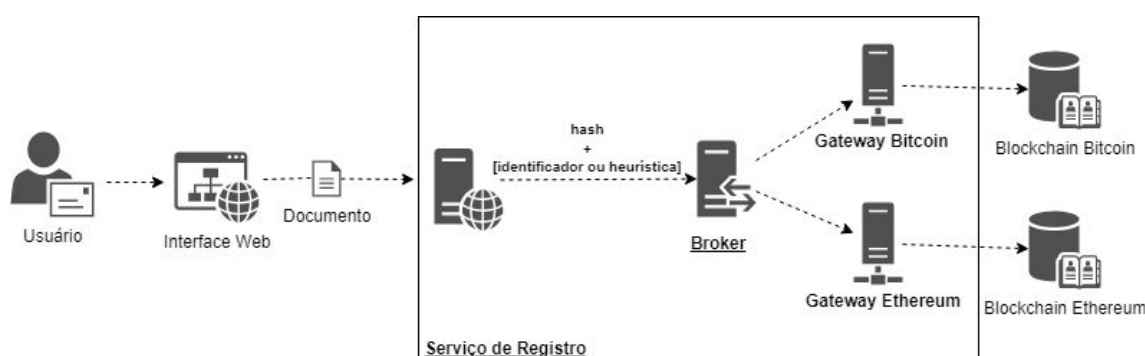 Usuário
Interface Web
Documento
hash
+
[identificador ou heurística]
Broker
Gateway Bitcoin
Blockchain Bitcoin
Gateway Ethereum
Blockchain Ethereum
Serviço de Registro